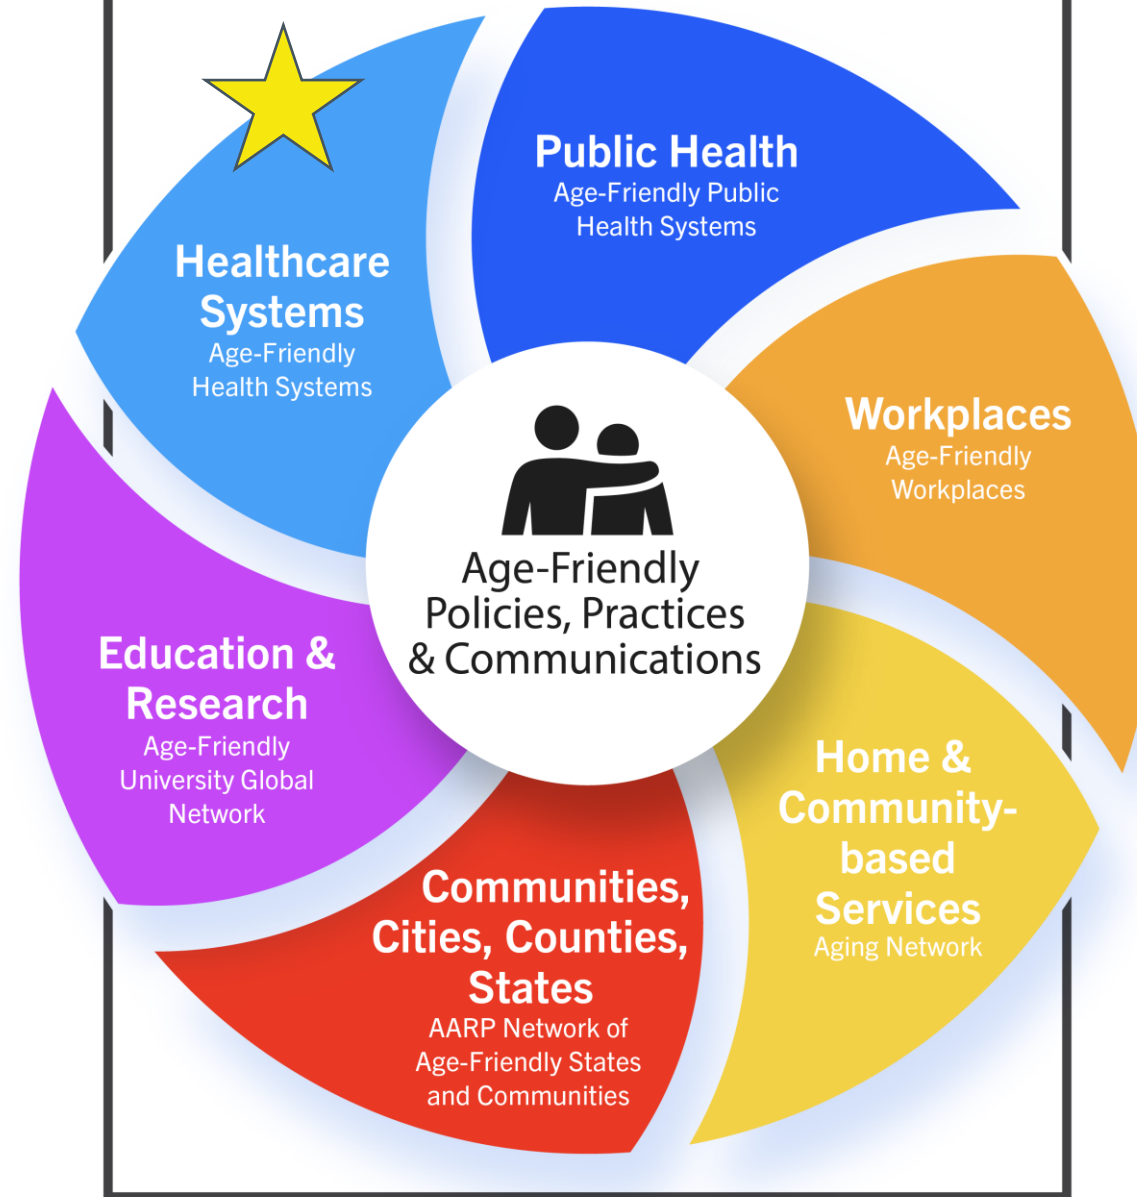 Public Health
Age-Friendly Public
Health Systems
Healthcare
Systems
Age-Friendly
Health Systems
Workplaces
Age-Friendly
Workplaces
Age-Friendly
Policies, Practices
& Communications
Education &
Research
Age-Friendly
University Global
Network
Home &
Community-
based
Services
Aging Network
Communities,
Cities, Counties,
States
AARP Network of
Age-Friendly States
and Communities